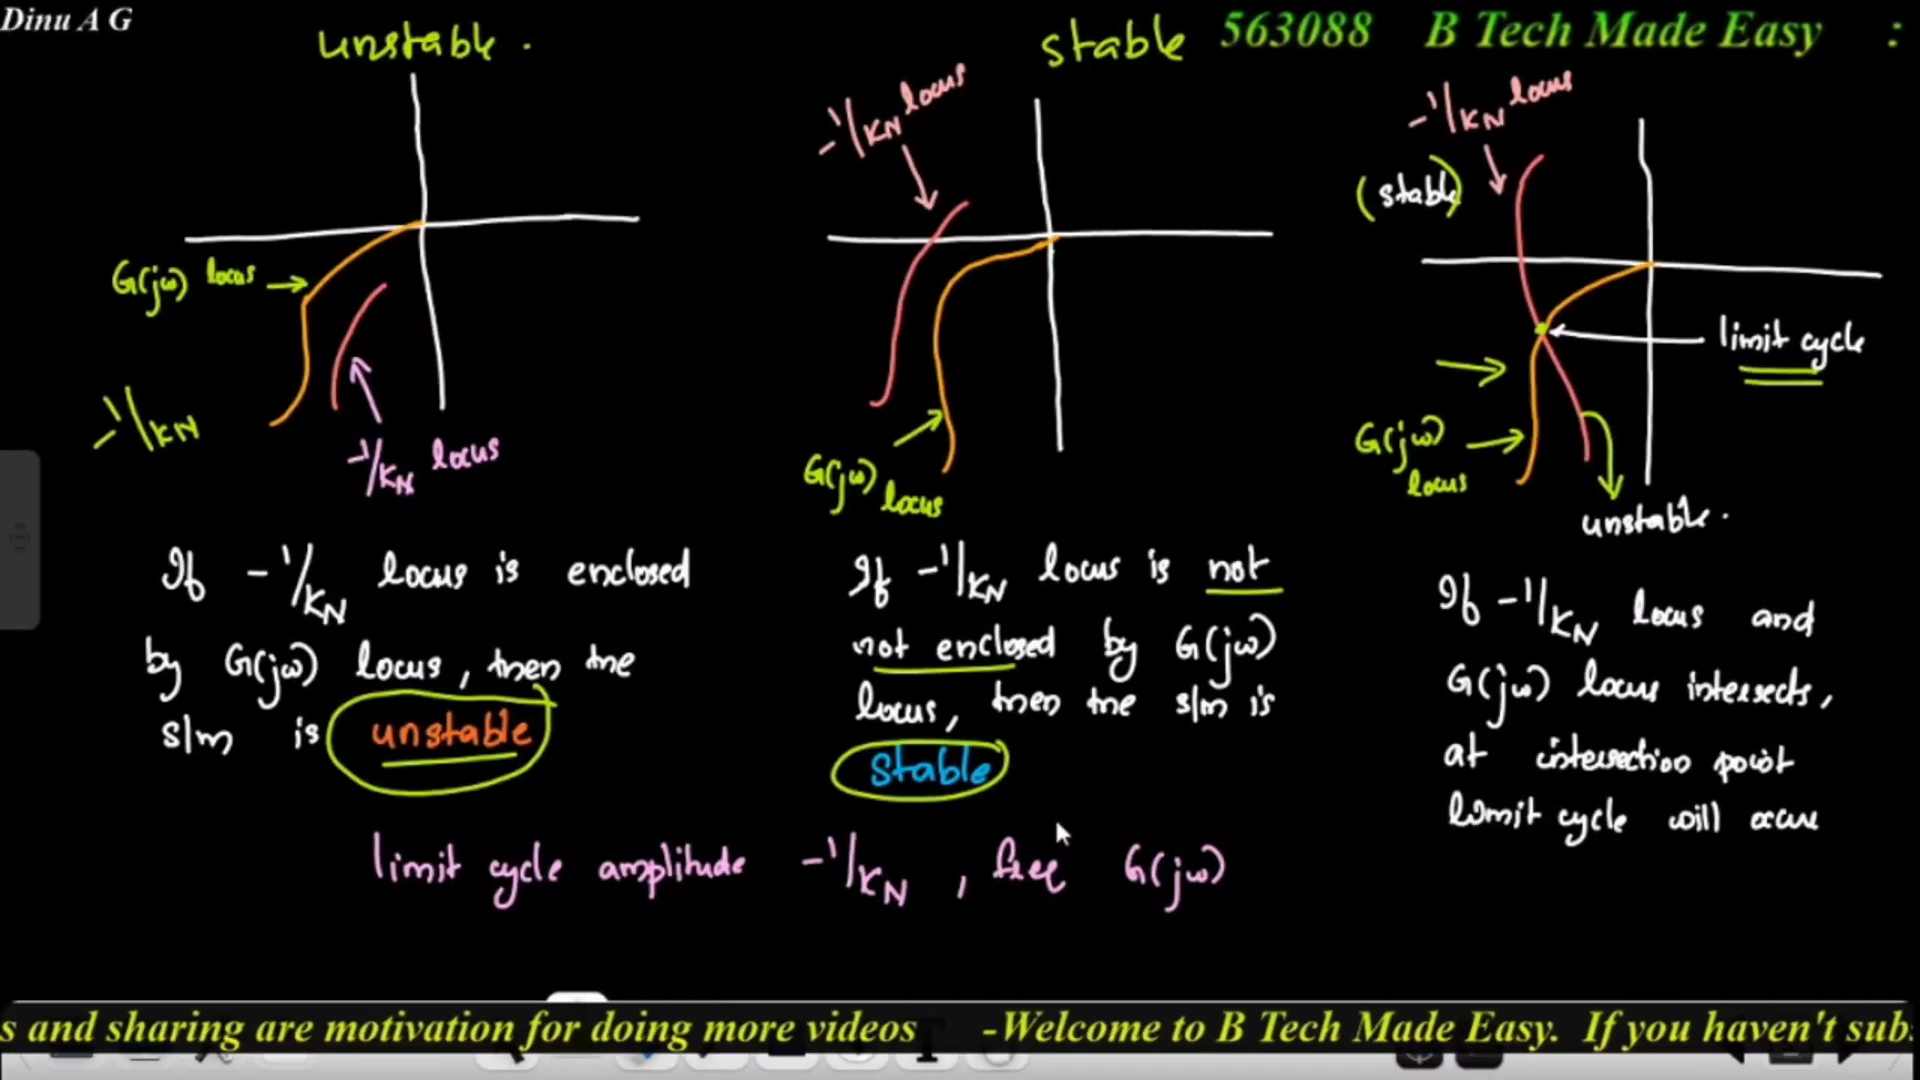 Dinu A G
563088 B Tech Made Easy :
unstable.
G(jω) locus
-1/KN
-1/KN locus
If -1/KN locus is enclosed
by G(jω) locus, then the
s/m is unstable
stable
-1/KN locus
G(jω) locus
If -1/KN locus is not
not enclosed by G(jω)
locus, then the s/m is
stable
-1/KN locus
(stable)
limit cycle
G(jω)
locus
unstable.
If -1/KN locus and
G(jω) locus intersects,
at intersection point
limit cycle will occur
limit cycle amplitude -1/KN, freq G(jω)
s and sharing are motivation for doing more videos -Welcome to B Tech Made Easy. If you haven't subs